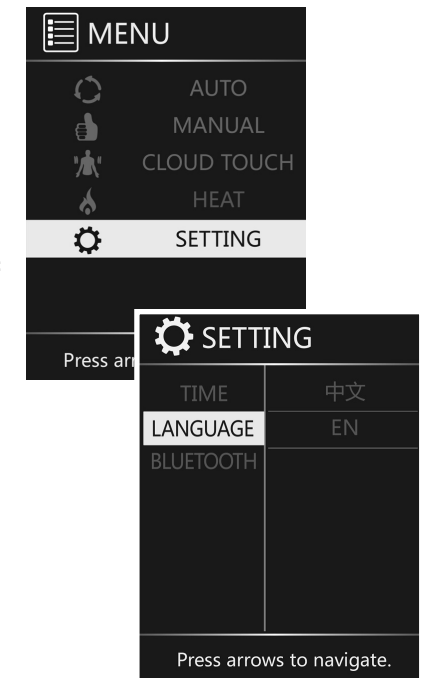 MENU
AUTO
MANUAL
CLOUD TOUCH
HEAT
SETTING
Press arr
SETTING
TIME
中文
LANGUAGE
EN
BLUETOOTH
Press arrows to navigate.